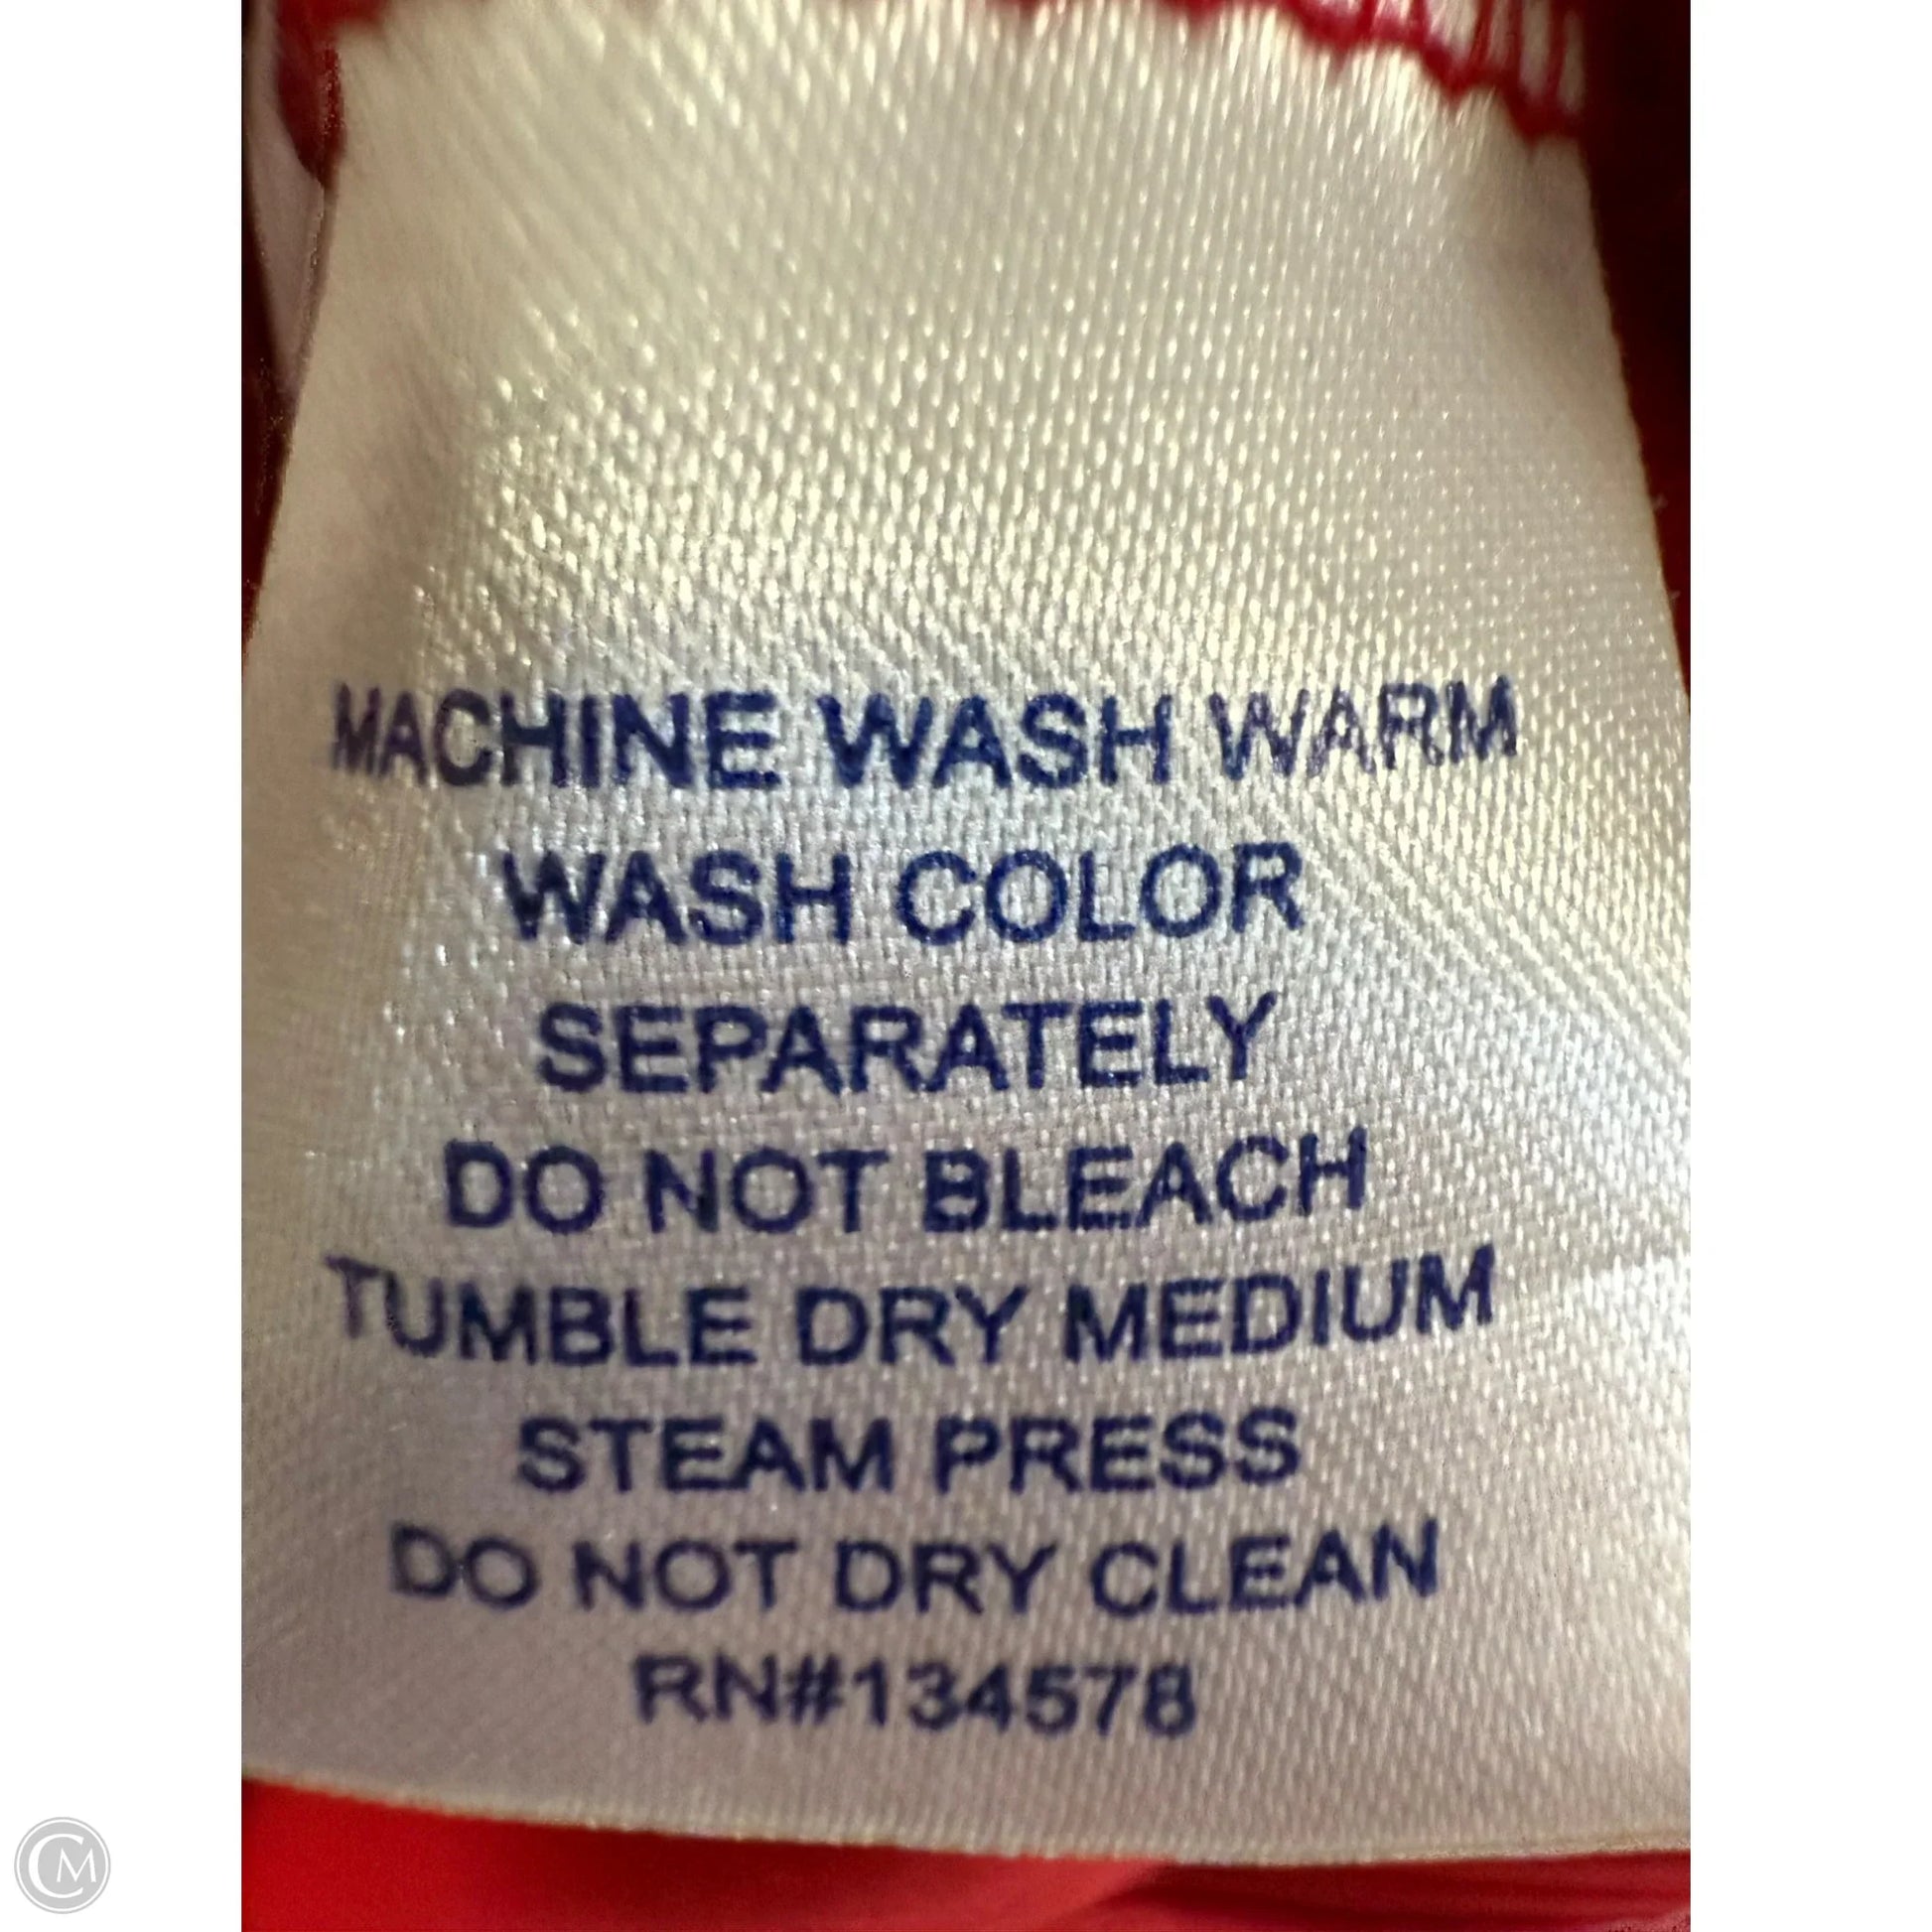 MACHINE WASH WARM
WASH COLOR
SEPARATELY
DO NOT BLEACH
TUMBLE DRY MEDIUM
STEAM PRESS
DO NOT DRY CLEAN
RN#134578
CM